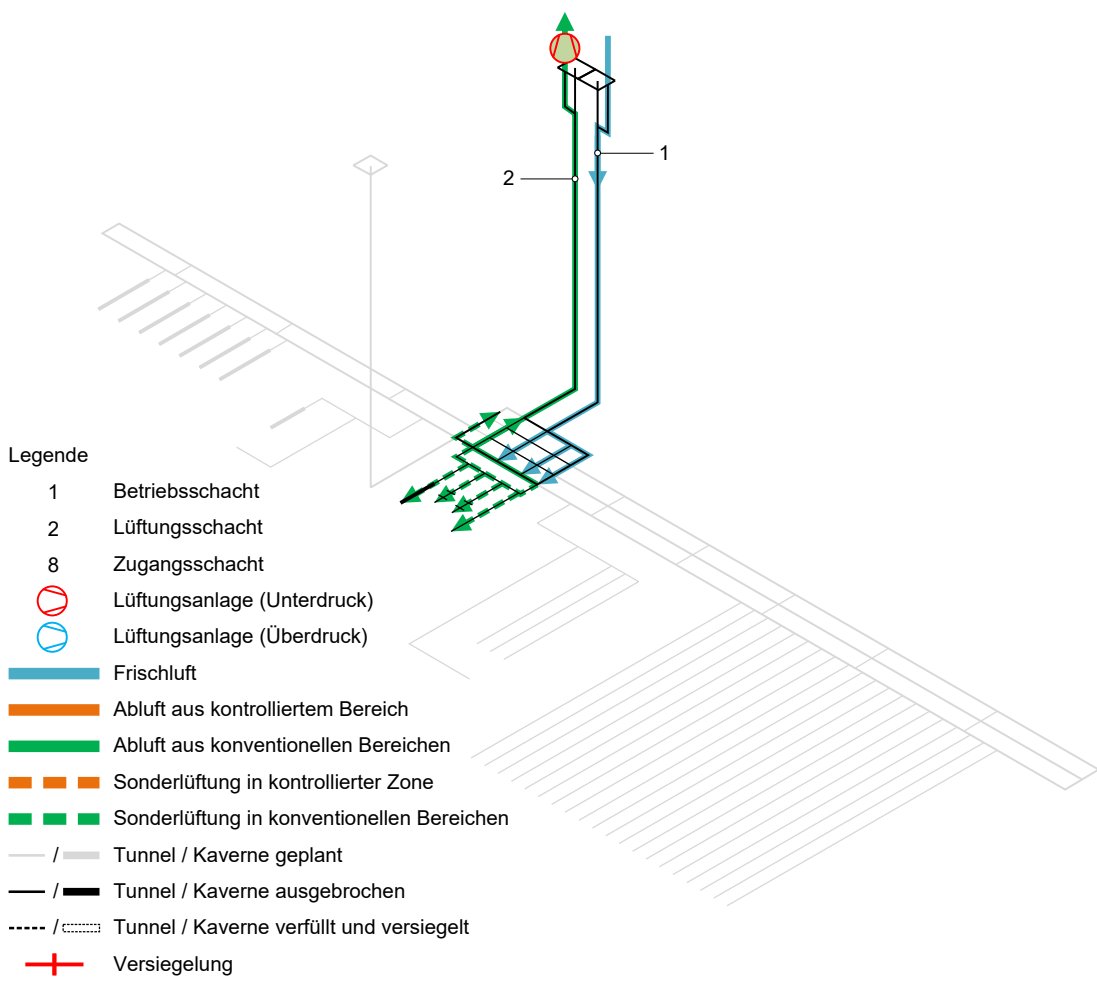 1
2
Legende
1 Betriebsschacht
2 Lüftungsschacht
8 Zugangsschacht
Lüftungsanlage (Unterdruck)
Lüftungsanlage (Überdruck)
Frischluft
Abluft aus kontrolliertem Bereich
Abluft aus konventionellen Bereichen
Sonderlüftung in kontrollierter Zone
Sonderlüftung in konventionellen Bereichen
/ Tunnel / Kaverne geplant
/ Tunnel / Kaverne ausgebrochen
/ Tunnel / Kaverne verfüllt und versiegelt
Versiegelung